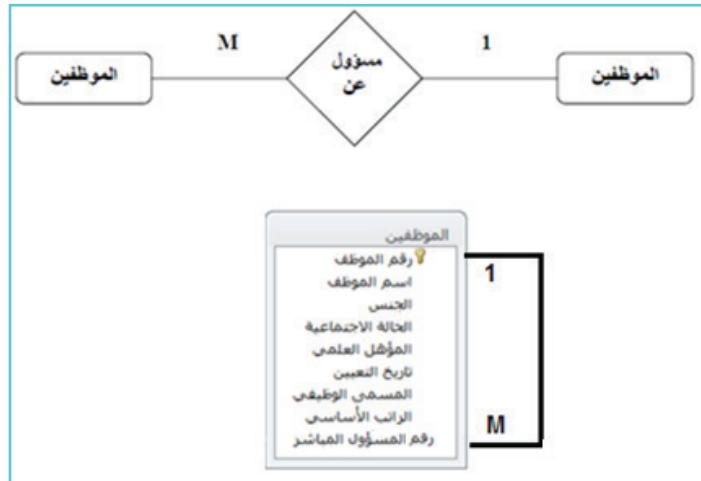 M
1
الموظفين
مسؤول
عن
الموظفين
الموظفين
رقم الموظف
اسم الموظف
الجنس
الحالة الاجتماعية
المؤهل العلمي
تاريخ التعيين
المسمى الوظيفي
الراتب الأساسي
رقم المسؤول المباشر
1
M